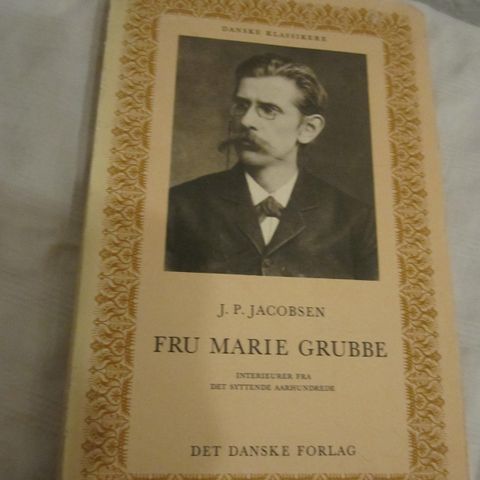 DANSKE KLASSIKERE
J. P. JACOBSEN
FRU MARIE GRUBBE
INTERIEURER FRA
DET SYTTENDE AARHUNDREDE
DET DANSKE FORLAG